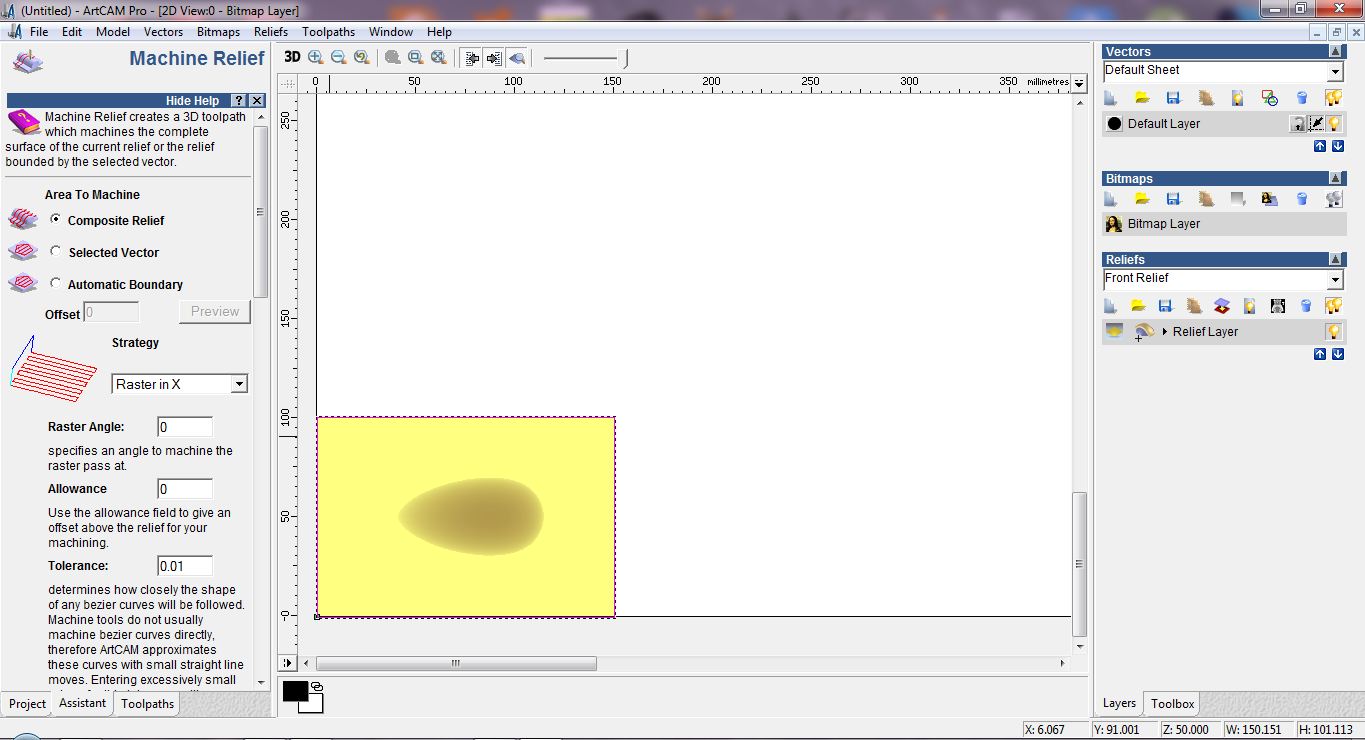 (Untitled) - ArtCAM Pro - [2D View:0 - Bitmap Layer]
File Edit Model Vectors Bitmaps Reliefs Toolpaths Window Help
Machine Relief
Hide Help ? X
Machine Relief creates a 3D toolpath
which machines the complete
surface of the current relief or the relief
bounded by the selected vector.
Area To Machine
Composite Relief
Selected Vector
Automatic Boundary
Offset 0 Preview
Strategy
Raster in X
Raster Angle: 0
specifies an angle to machine the
raster pass at.
Allowance 0
Use the allowance field to give an
offset above the relief for your
machining.
Tolerance: 0.01
determines how closely the shape
of any bezier curves will be followed.
Machine tools do not usually
machine bezier curves directly,
therefore ArtCAM approximates
these curves with small straight line
moves. Entering excessively small
Project Assistant Toolpaths
3D
0 50 100 150 200 250 300 350 millimetres
250
200
150
100
50
-0
Vectors
Default Sheet
Default Layer
Bitmaps
Bitmap Layer
Reliefs
Front Relief
Relief Layer
Layers Toolbox
X: 6.067 Y: 91.001 Z: 50.000 W: 150.151 H: 101.113